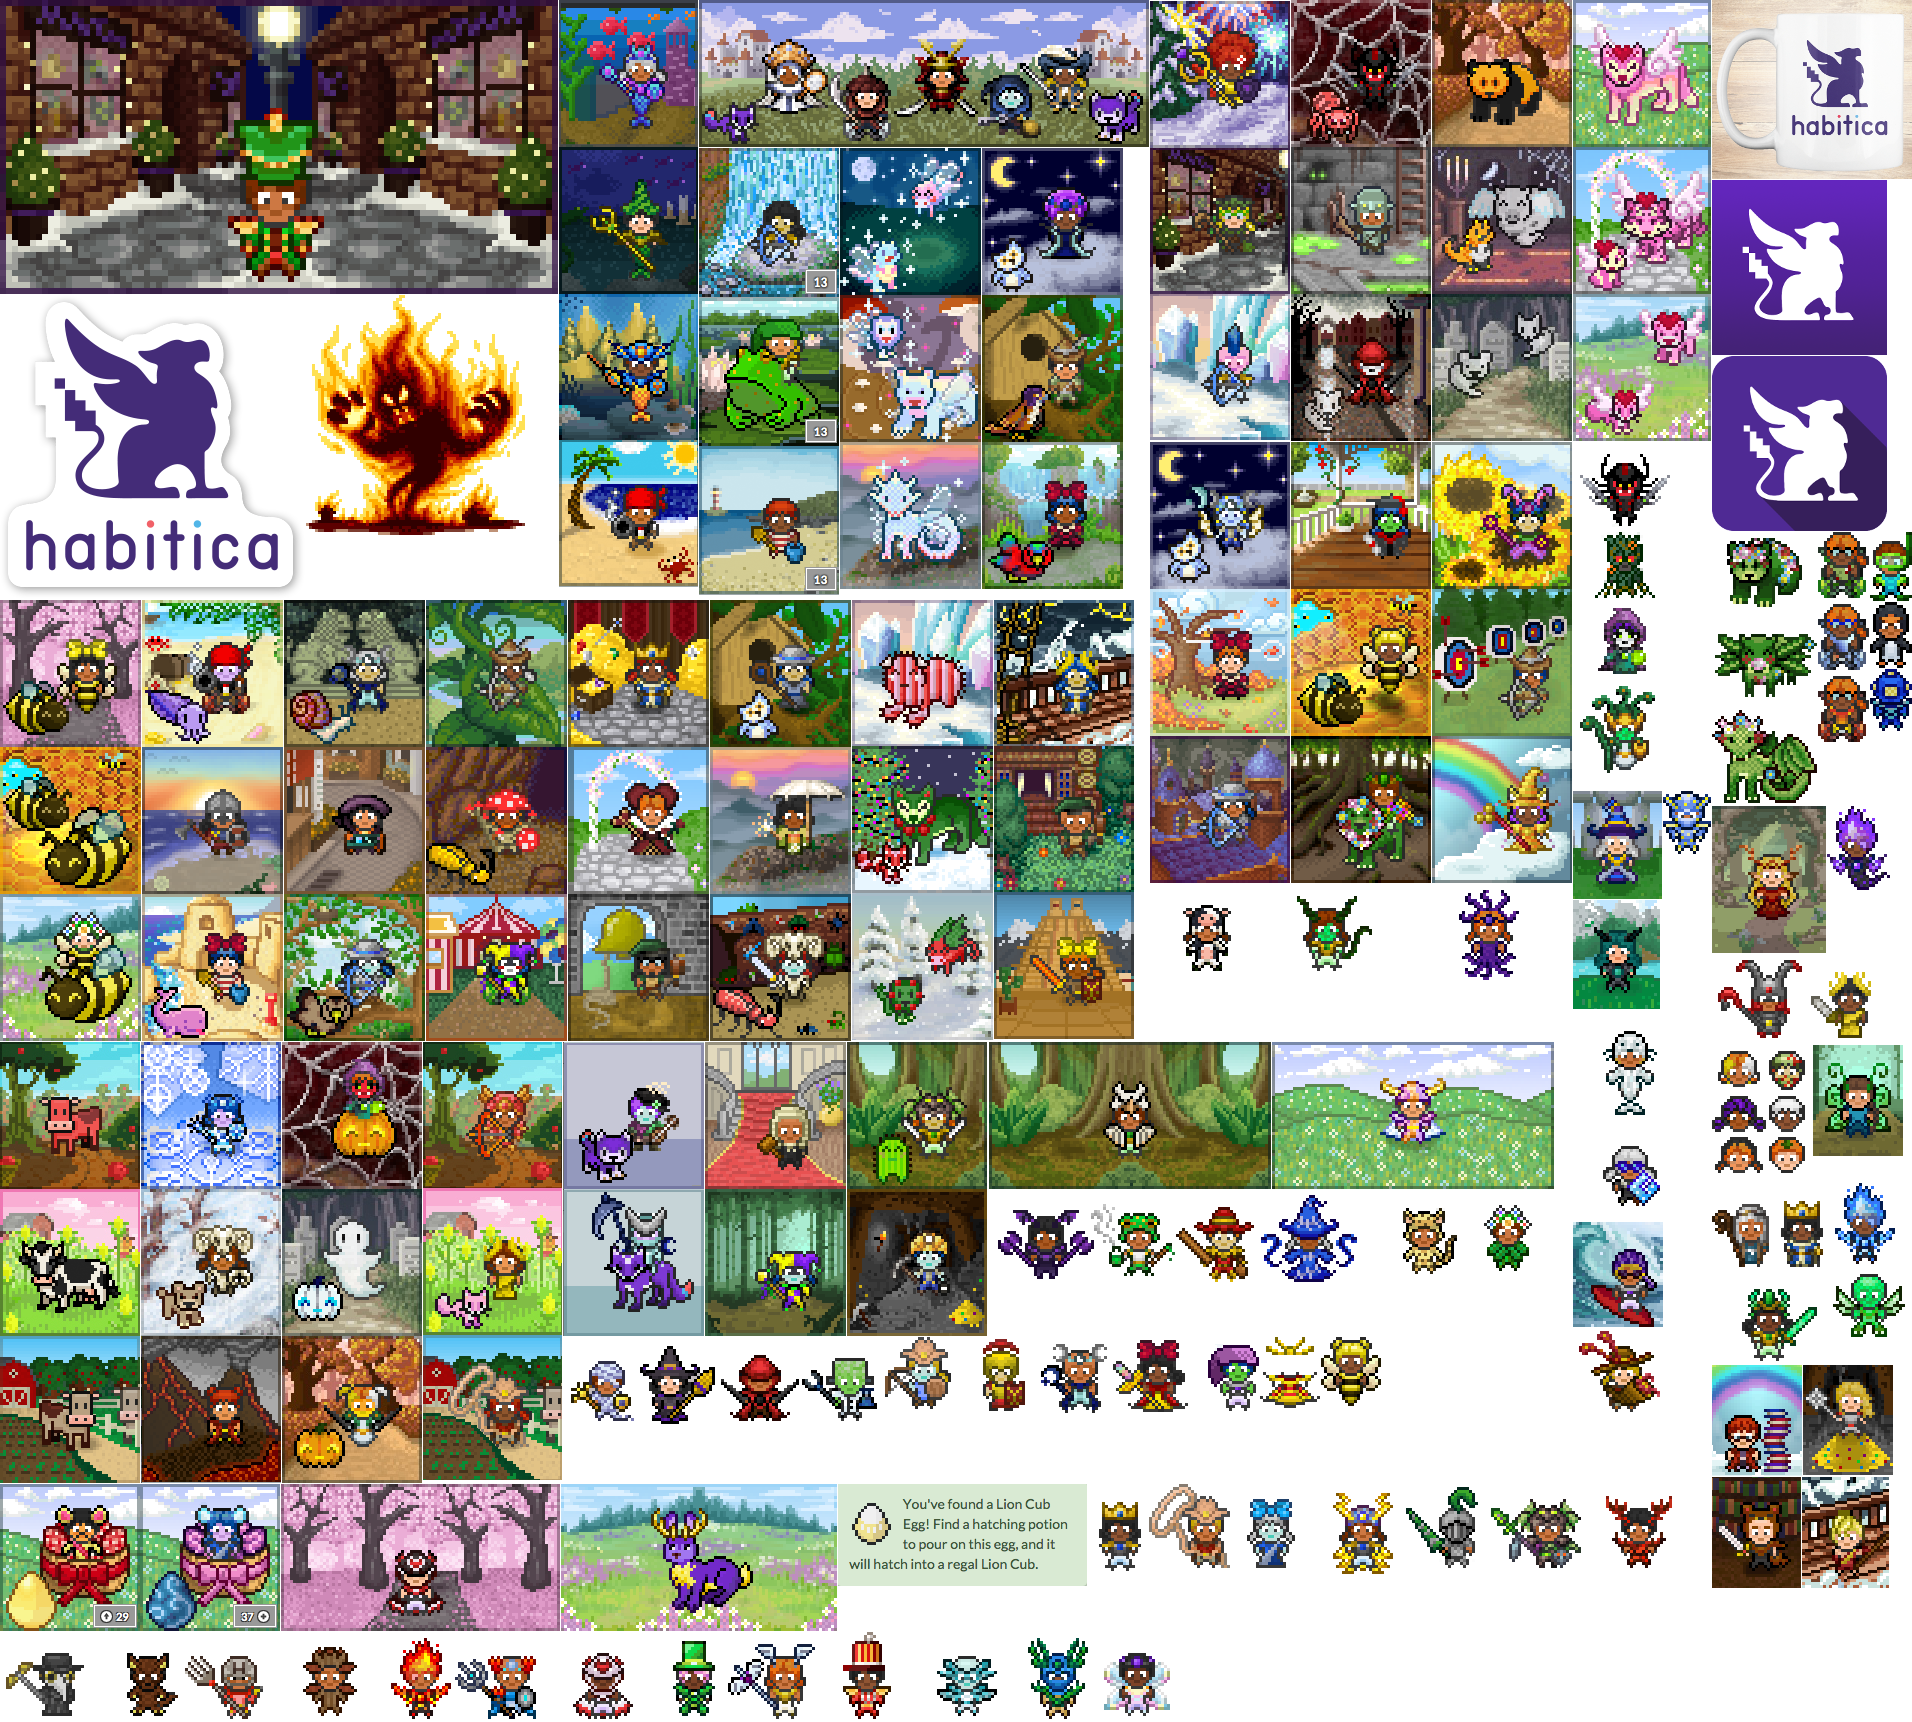 habitica
13
13
habitica
13
You've found a Lion Cub
Egg! Find a hatching potion
to pour on this egg, and it
will hatch into a regal Lion Cub.
29
37